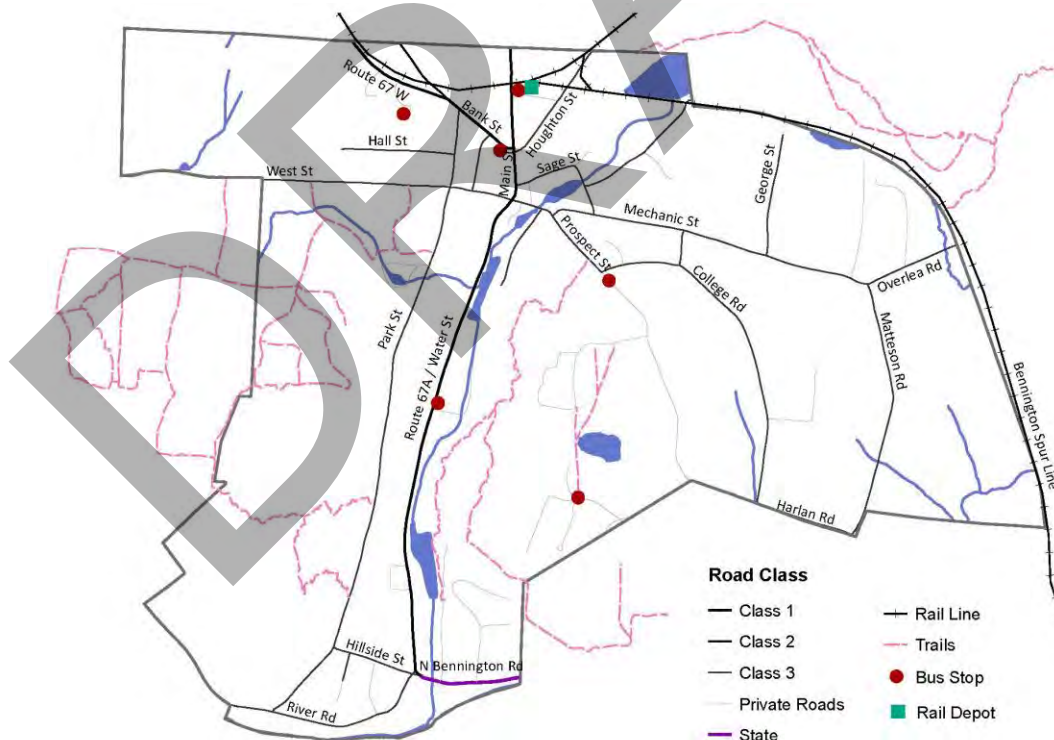 Route 67 W
Bank St
Houghton St
Hall St
Main St
Sage St
West St
George St
Mechanic St
Prospect St
College Rd
Overlea Rd
Park St
Route 67A / Water St
Matteson Rd
Bennington Spur Line
Harlan Rd
Hillside St
N Bennington Rd
River Rd
Road Class
Class 1
Class 2
Class 3
Private Roads
State
Rail Line
Trails
Bus Stop
Rail Depot